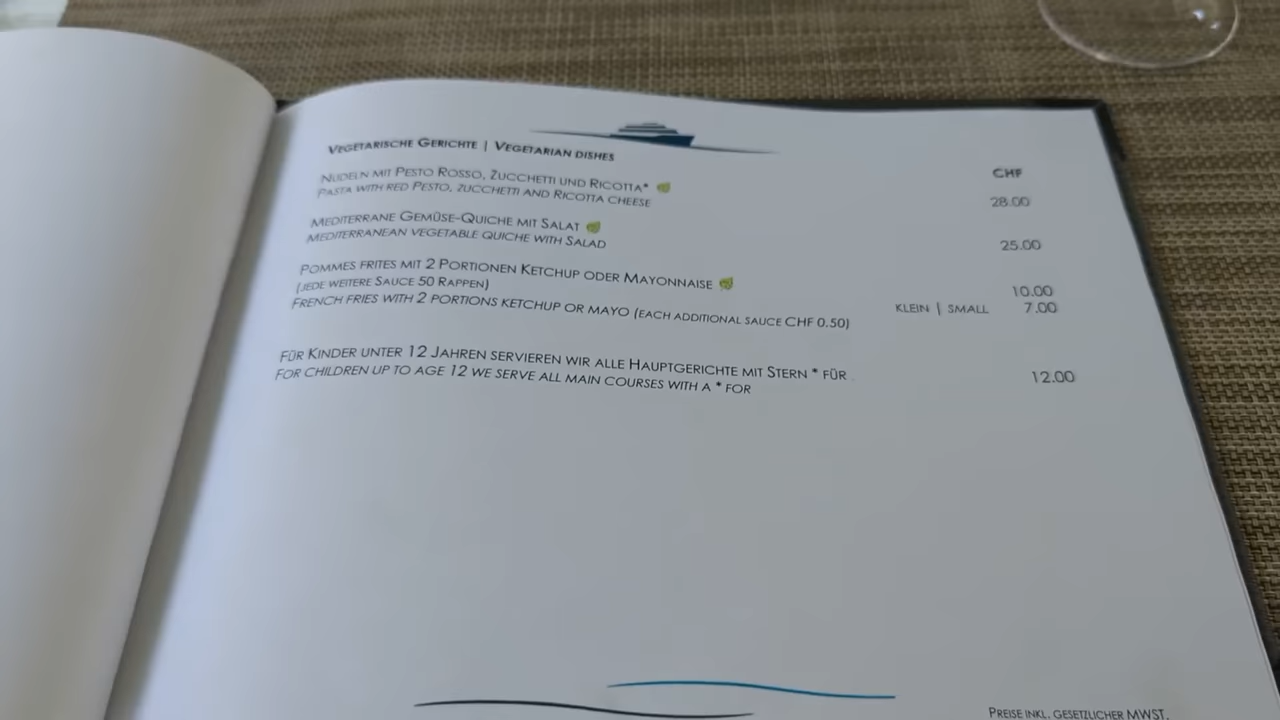 VEGETARISCHE GERICHTE | VEGETARIAN DISHES
CHF
NUDELN MIT PESTO ROSSO, ZUCCHETTI UND RICOTTA*
PASTA WITH RED PESTO, ZUCCHETTI AND RICOTTA CHEESE 28.00
MEDITERRANE GEMÜSE-QUICHE MIT SALAT
MEDITERRANEAN VEGETABLE QUICHE WITH SALAD 25.00
POMMES FRITES MIT 2 PORTIONEN KETCHUP ODER MAYONNAISE
(JEDE WEITERE SAUCE 50 RAPPEN) 10.00
FRENCH FRIES WITH 2 PORTIONS KETCHUP OR MAYO (EACH ADDITIONAL SAUCE CHF 0.50) KLEIN | SMALL 7.00
FÜR KINDER UNTER 12 JAHREN SERVIEREN WIR ALLE HAUPTGERICHTE MIT STERN * FÜR
FOR CHILDREN UP TO AGE 12 WE SERVE ALL MAIN COURSES WITH A * FOR 12.00
PREISE INKL. GESETZLICHER MWST.